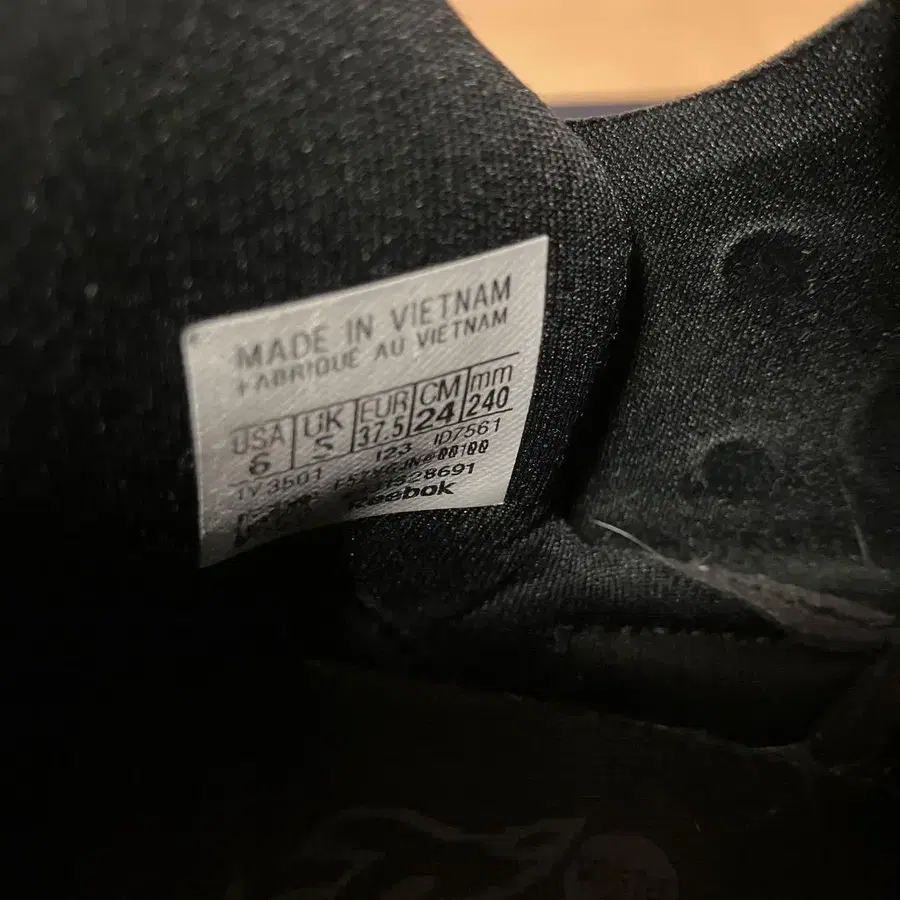 MADE IN VIETNAM
FABRIQUE AU VIETNAM
USA UK EUR CM mm
6 5 37.5 24 240
1Y3501 123 ID7561
Reebok